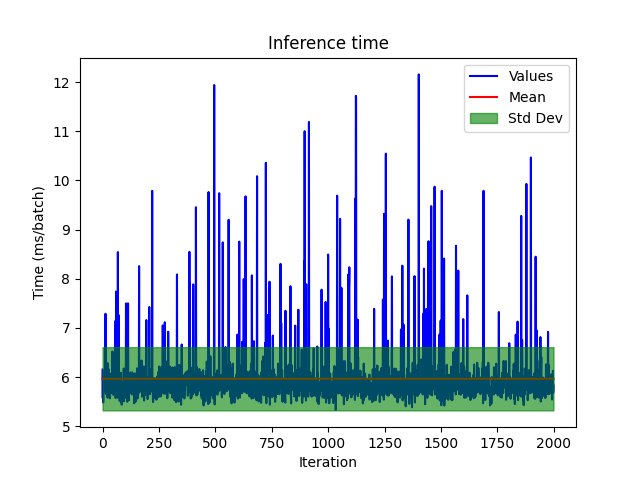 Inference time
Time (ms/batch)
12
11
10
9
8
7
6
5
Values
Mean
Std Dev
0 250 500 750 1000 1250 1500 1750 2000
Iteration